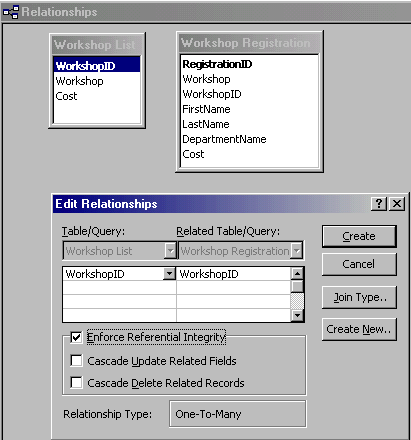 Relationships
Workshop List
WorkshopID
Workshop
Cost
Workshop Registration
RegistrationID
Workshop
WorkshopID
FirstName
LastName
DepartmentName
Cost
Edit Relationships
Table/Query:
Related Table/Query:
Workshop List
Workshop Registration
WorkshopID
WorkshopID
Enforce Referential Integrity
Cascade Update Related Fields
Cascade Delete Related Records
Relationship Type:
One-To-Many
Create
Cancel
Join Type..
Create New..